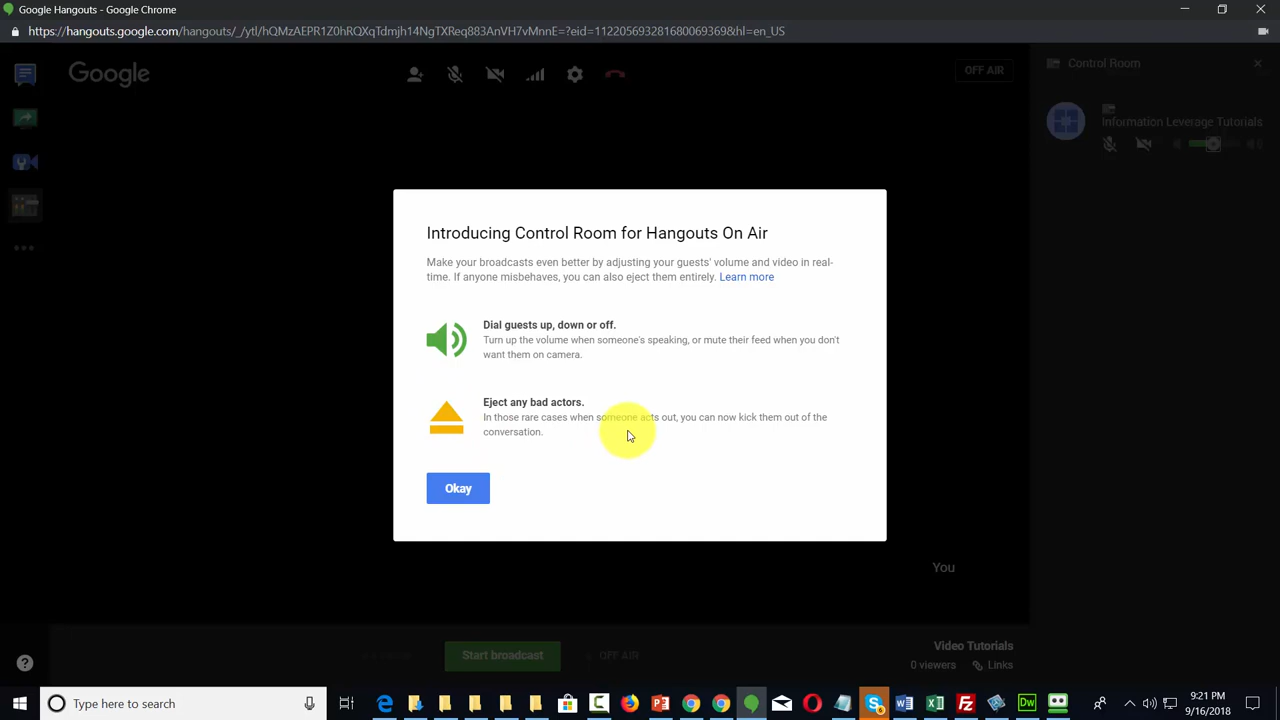 Google Hangouts - Google Chrome
https://hangouts.google.com/hangouts/_/ytl/hQMzAEPR1Z0hRQXqTdmjh14NgTXReq883AnVH7vMnnE=?eid=112205693281680069369&hl=en_US
Google
OFF AIR
Control Room
Information Leverage Tutorials
Introducing Control Room for Hangouts On Air
Make your broadcasts even better by adjusting your guests' volume and video in real-
time. If anyone misbehaves, you can also eject them entirely. Learn more
Dial guests up, down or off.
Turn up the volume when someone's speaking, or mute their feed when you don't
want them on camera.
Eject any bad actors.
In those rare cases when someone acts out, you can now kick them out of the
conversation.
Okay
You
Start broadcast
OFF AIR
Video Tutorials
0 viewers
Links
Type here to search
9:21 PM
9/16/2018